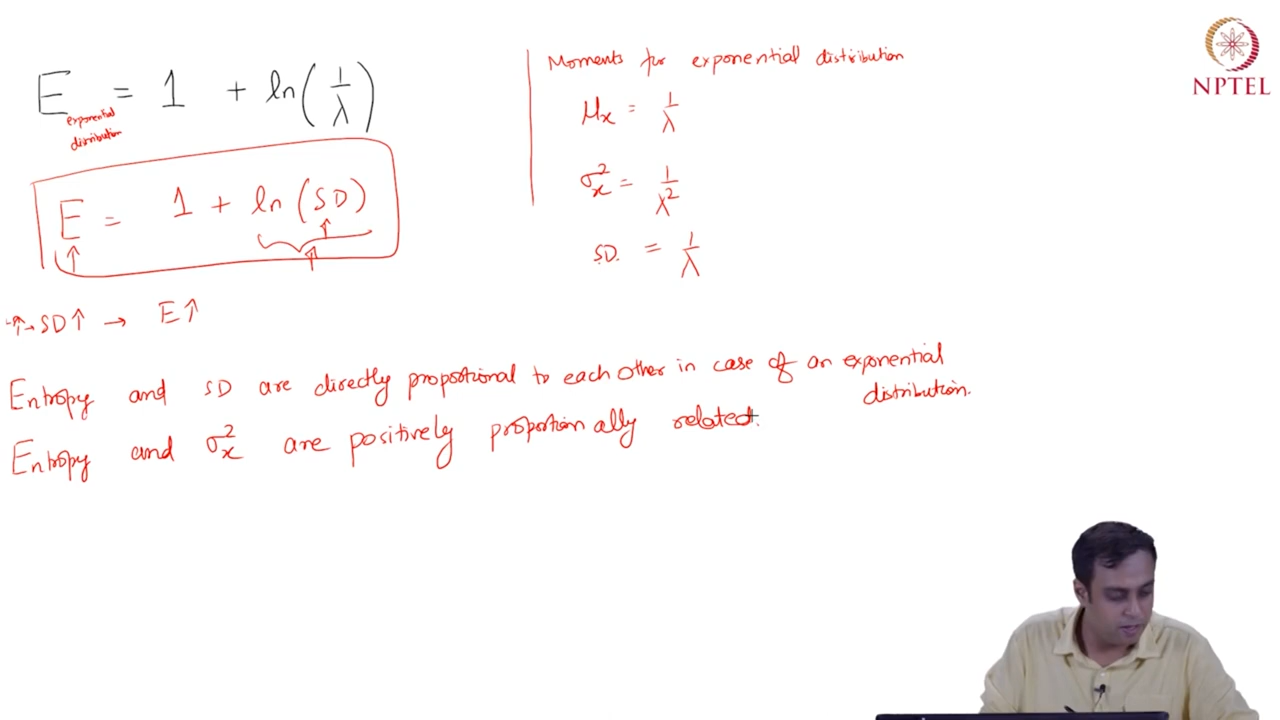 E exponential distribution = 1 + ln(1/λ)
E = 1 + ln(SD)
↑→SD↑ → E↑
Moments for exponential distribution
μx = 1/λ
σx² = 1/λ²
SD. = 1/λ
NPTEL
Entropy and SD are directly proportional to each other in case of an exponential
distribution.
Entropy and σx² are positively proportionally related.